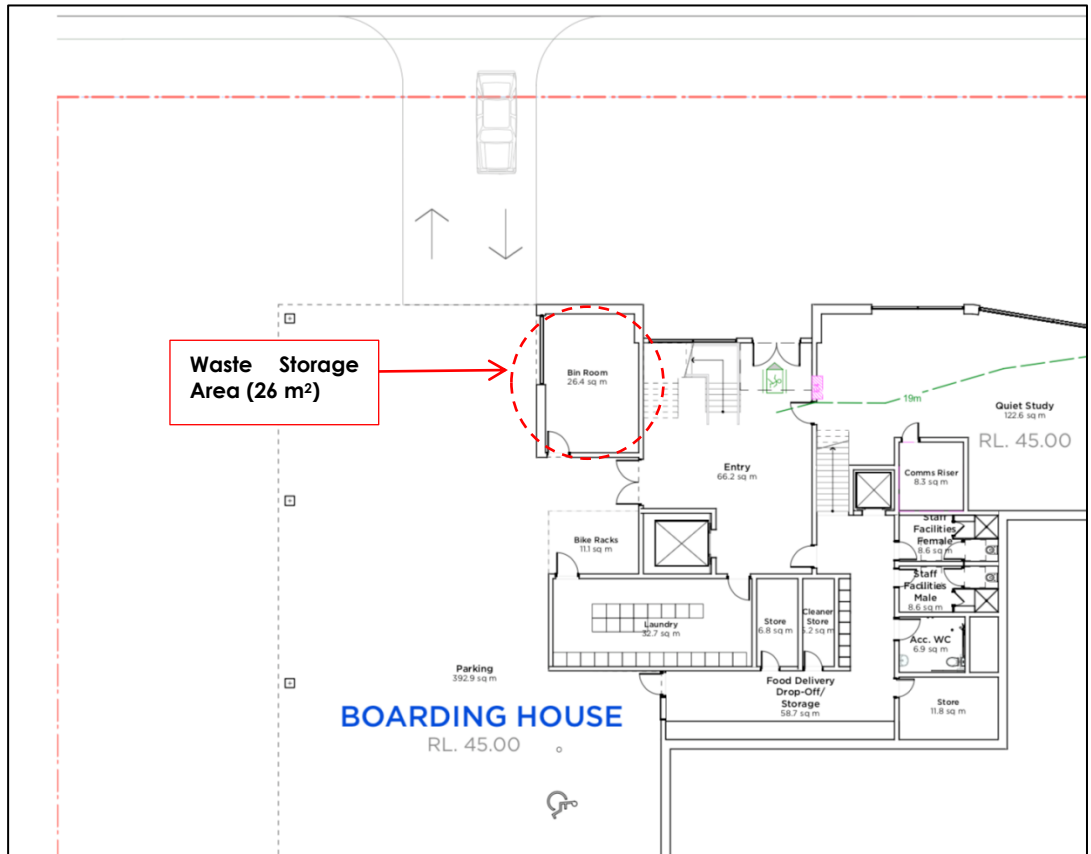 Waste Storage
Area (26 m²)
Bin Room
26.4 sq m
19m
Quiet Study
122.6 sq m
RL. 45.00
Entry
66.2 sq m
Comms Riser
8.3 sq m
Staff
Facilities
Female
8.6 sq m
Bike Racks
11.1 sq m
Staff
Facilities
Male
8.6 sq m
Laundry
32.7 sq m
Store
6.8 sq m
Cleaner
Store
5.2 sq m
Acc. WC
6.9 sq m
Parking
392.9 sq m
Food Delivery
Drop-Off/
Storage
58.7 sq m
Store
11.8 sq m
BOARDING HOUSE
RL. 45.00